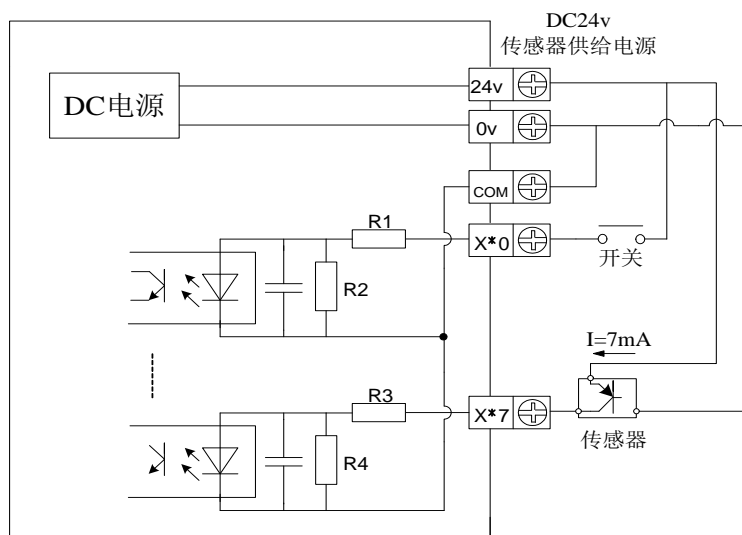 DC24v
传感器供给电源
24v
DC电源
0v
COM
R1
X*0
开关
R2
I=7mA
R3
X*7
传感器
R4